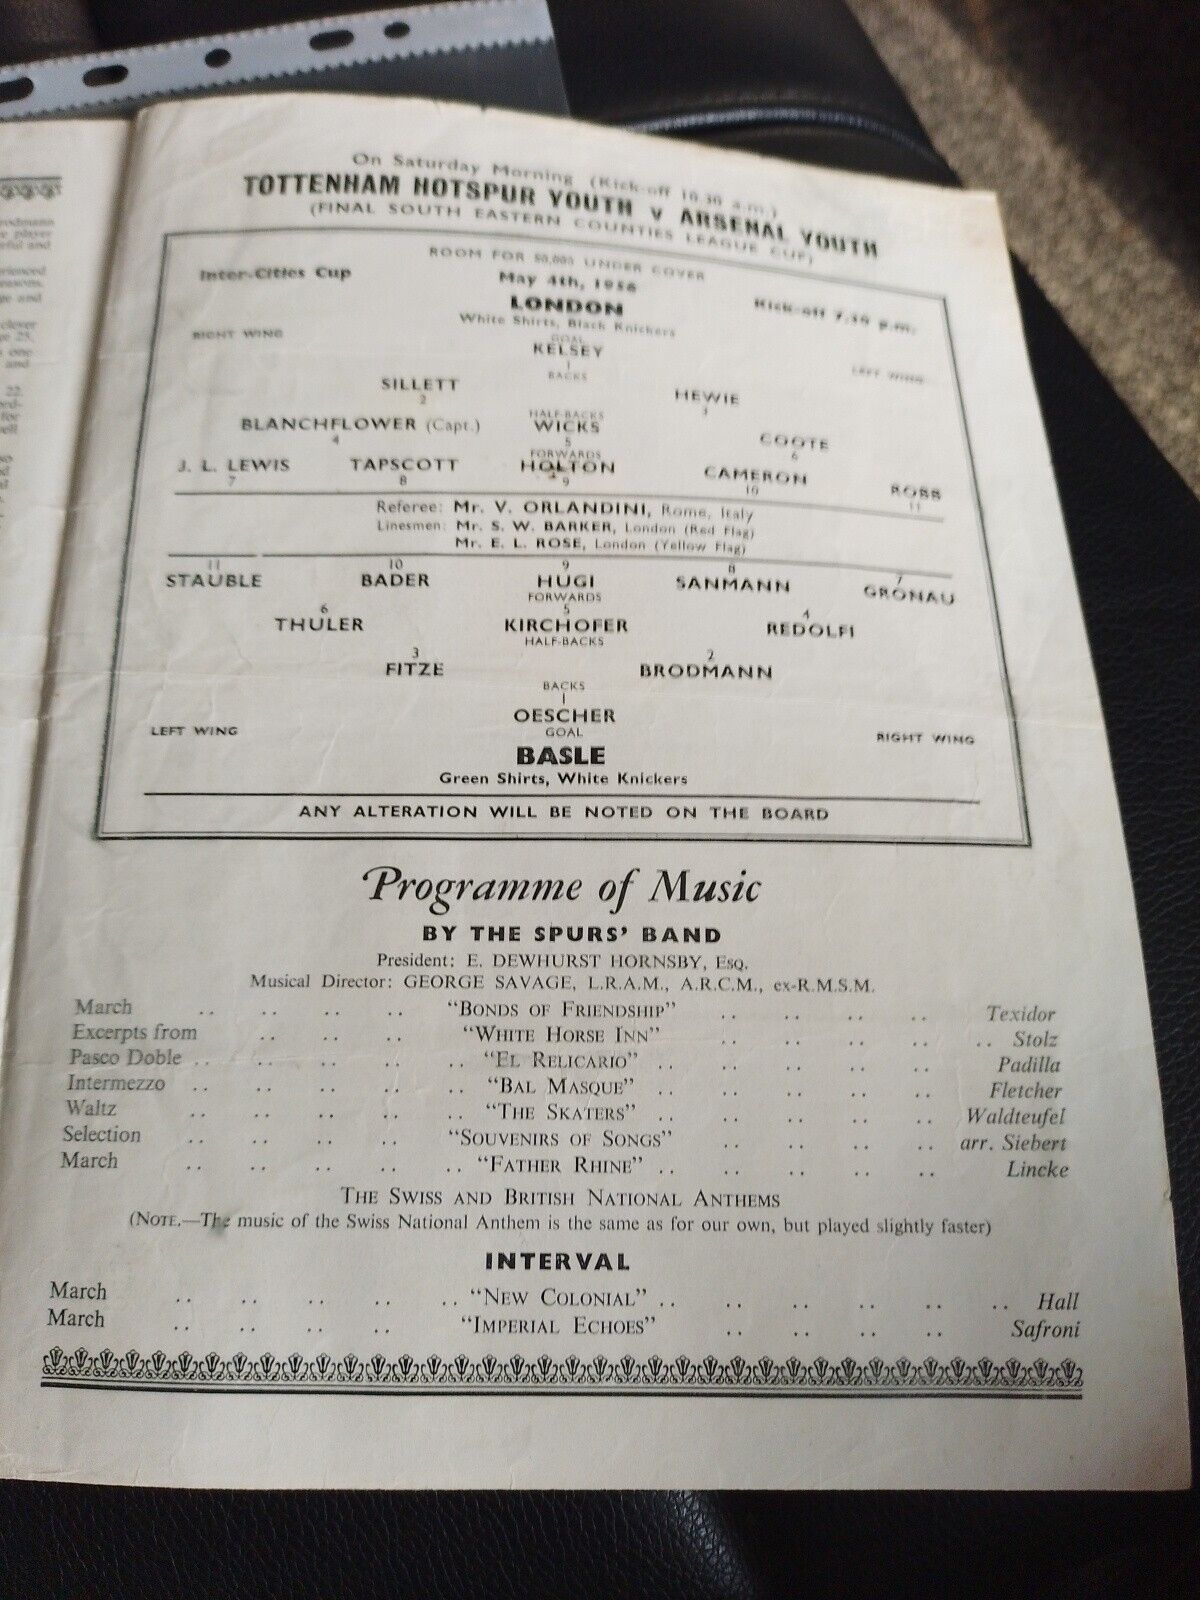 On Saturday Morning (Kick-off 10.30 a.m.)
TOTTENHAM HOTSPUR YOUTH v ARSENAL YOUTH
(FINAL SOUTH EASTERN COUNTIES LEAGUE CUP)
ROOM FOR 50,000 UNDER COVER
Inter-Cities Cup May 4th, 1956 Kick-off 7.30 p.m.
LONDON
White Shirts, Black Knickers
RIGHT WING GOAL LEFT WING
KELSEY
1
BACKS
SILLETT HEWIE
2 3
HALF-BACKS
BLANCHFLOWER (Capt.) WICKS COOTE
4 5 6
FORWARDS
J. L. LEWIS TAPSCOTT HOLTON CAMERON ROBB
7 8 9 10 11
Referee: Mr. V. ORLANDINI, Rome, Italy
Linesmen: Mr. S. W. BARKER, London (Red Flag)
Mr. E. L. ROSE, London (Yellow Flag)
11 10 9 8 7
STAUBLE BADER HUGI SANMANN GRONAU
FORWARDS
6 5 4
THULER KIRCHOFER REDOLFI
HALF-BACKS
3 2
FITZE BRODMANN
BACKS
1
OESCHER
LEFT WING GOAL RIGHT WING
BASLE
Green Shirts, White Knickers
ANY ALTERATION WILL BE NOTED ON THE BOARD
Programme of Music
BY THE SPURS' BAND
President: E. DEWHURST HORNSBY, ESQ.
Musical Director: GEORGE SAVAGE, L.R.A.M., A.R.C.M., ex-R.M.S.M.
March .. .. .. .. "BONDS OF FRIENDSHIP" .. .. .. .. Texidor
Excerpts from .. .. .. "WHITE HORSE INN" .. .. .. .. .. Stolz
Pasco Doble .. .. .. .. .. "EL RELICARIO" .. .. .. .. .. Padilla
Intermezzo .. .. .. .. .. "BAL MASQUE" .. .. .. .. .. Fletcher
Waltz .. .. .. .. .. "THE SKATERS" .. .. .. .. .. Waldteufel
Selection .. .. .. .. "SOUVENIRS OF SONGS" .. .. .. .. arr. Siebert
March .. .. .. .. .. "FATHER RHINE" .. .. .. .. .. Lincke
THE SWISS AND BRITISH NATIONAL ANTHEMS
(NOTE.—The music of the Swiss National Anthem is the same as for our own, but played slightly faster)
INTERVAL
March .. .. .. .. .. "NEW COLONIAL" .. .. .. .. .. .. Hall
March .. .. .. .. "IMPERIAL ECHOES" .. .. .. .. Safroni